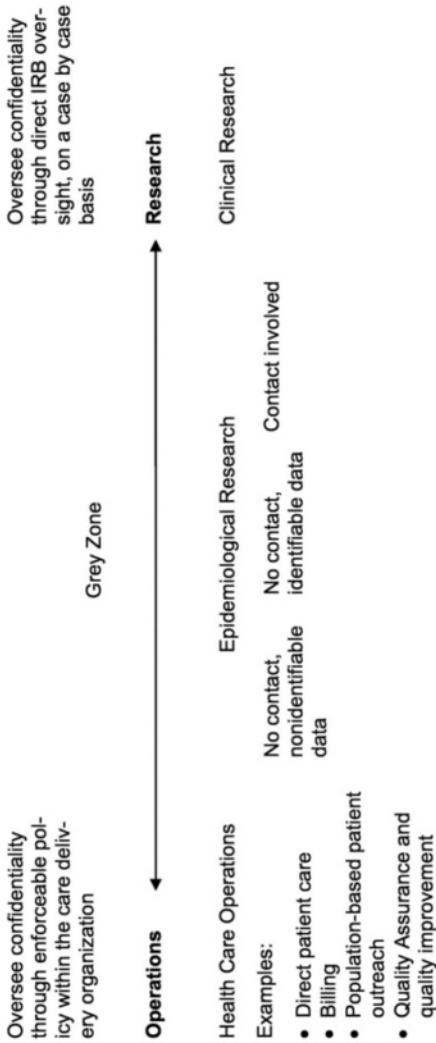 Oversee confidentiality
through enforceable pol-
icy within the care deliv-
ery organization
Grey Zone
Oversee confidentiality
through direct IRB over-
sight, on a case by case
basis
Operations
Research
Health Care Operations
Examples:
• Direct patient care
• Billing
• Population-based patient
outreach
• Quality Assurance and
quality improvement
Epidemiological Research
No contact,
nonidentifiable
data
No contact,
identifiable data
Contact involved
Clinical Research